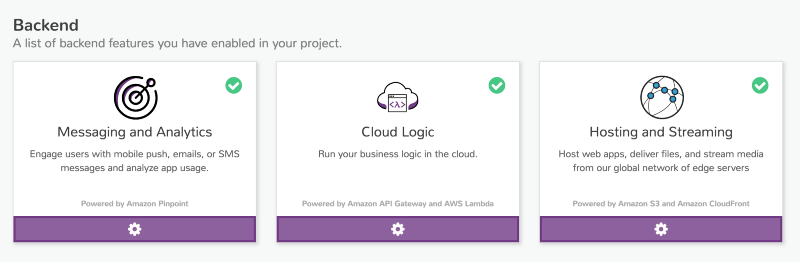 Backend
A list of backend features you have enabled in your project.
Messaging and Analytics
Engage users with mobile push, emails, or SMS
messages and analyze app usage.
Powered by Amazon Pinpoint
<λ>
Cloud Logic
Run your business logic in the cloud.
Powered by Amazon API Gateway and AWS Lambda
Hosting and Streaming
Host web apps, deliver files, and stream media
from our global network of edge servers
Powered by Amazon S3 and Amazon CloudFront